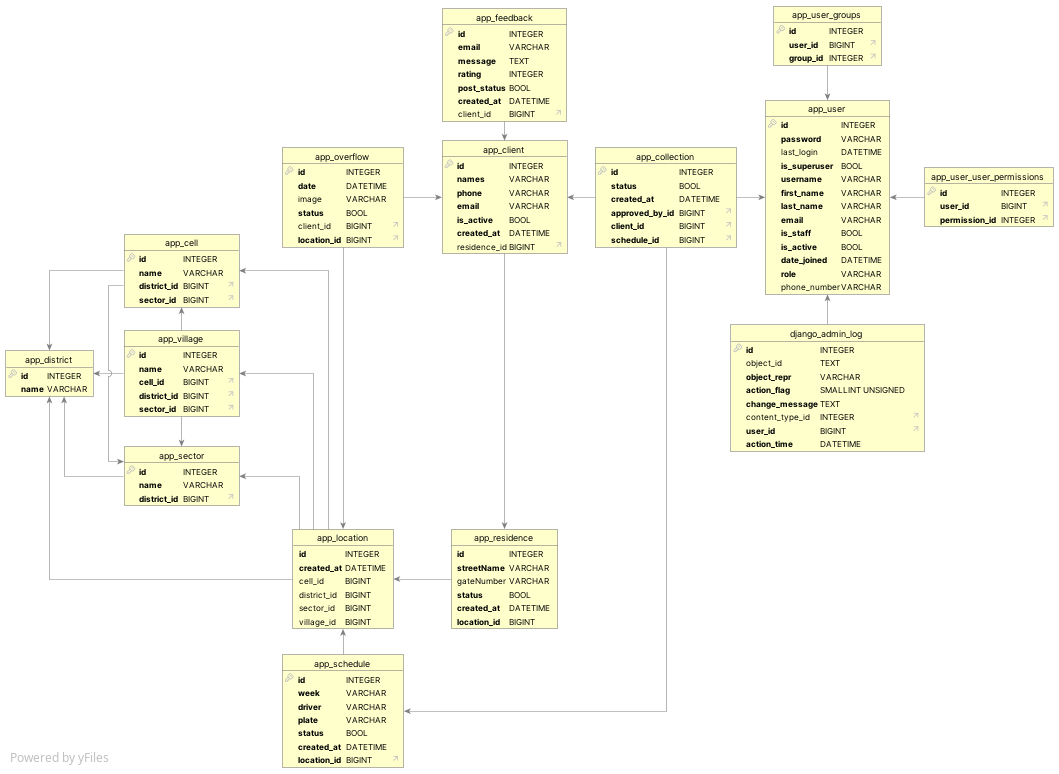 app_feedback
id INTEGER
email VARCHAR
message TEXT
rating INTEGER
post_status BOOL
created_at DATETIME
client_id BIGINT
app_user_groups
id INTEGER
user_id BIGINT
group_id INTEGER
app_user
id INTEGER
password VARCHAR
last_login DATETIME
is_superuser BOOL
username VARCHAR
first_name VARCHAR
last_name VARCHAR
email VARCHAR
is_staff BOOL
is_active BOOL
date_joined DATETIME
role VARCHAR
phone_number VARCHAR
app_overflow
id INTEGER
date DATETIME
image VARCHAR
status BOOL
client_id BIGINT
location_id BIGINT
app_client
id INTEGER
names VARCHAR
phone VARCHAR
email VARCHAR
is_active BOOL
created_at DATETIME
residence_id BIGINT
app_collection
id INTEGER
status BOOL
created_at DATETIME
approved_by_id BIGINT
client_id BIGINT
schedule_id BIGINT
app_user_user_permissions
id INTEGER
user_id BIGINT
permission_id INTEGER
app_cell
id INTEGER
name VARCHAR
district_id BIGINT
sector_id BIGINT
app_village
id INTEGER
name VARCHAR
cell_id BIGINT
district_id BIGINT
sector_id BIGINT
app_district
id INTEGER
name VARCHAR
app_sector
id INTEGER
name VARCHAR
district_id BIGINT
django_admin_log
id INTEGER
object_id TEXT
object_repr VARCHAR
action_flag SMALLINT UNSIGNED
change_message TEXT
content_type_id INTEGER
user_id BIGINT
action_time DATETIME
app_location
id INTEGER
created_at DATETIME
cell_id BIGINT
district_id BIGINT
sector_id BIGINT
village_id BIGINT
app_residence
id INTEGER
streetName VARCHAR
gateNumber VARCHAR
status BOOL
created_at DATETIME
location_id BIGINT
app_schedule
id INTEGER
week VARCHAR
driver VARCHAR
plate VARCHAR
status BOOL
created_at DATETIME
location_id BIGINT
Powered by yFiles